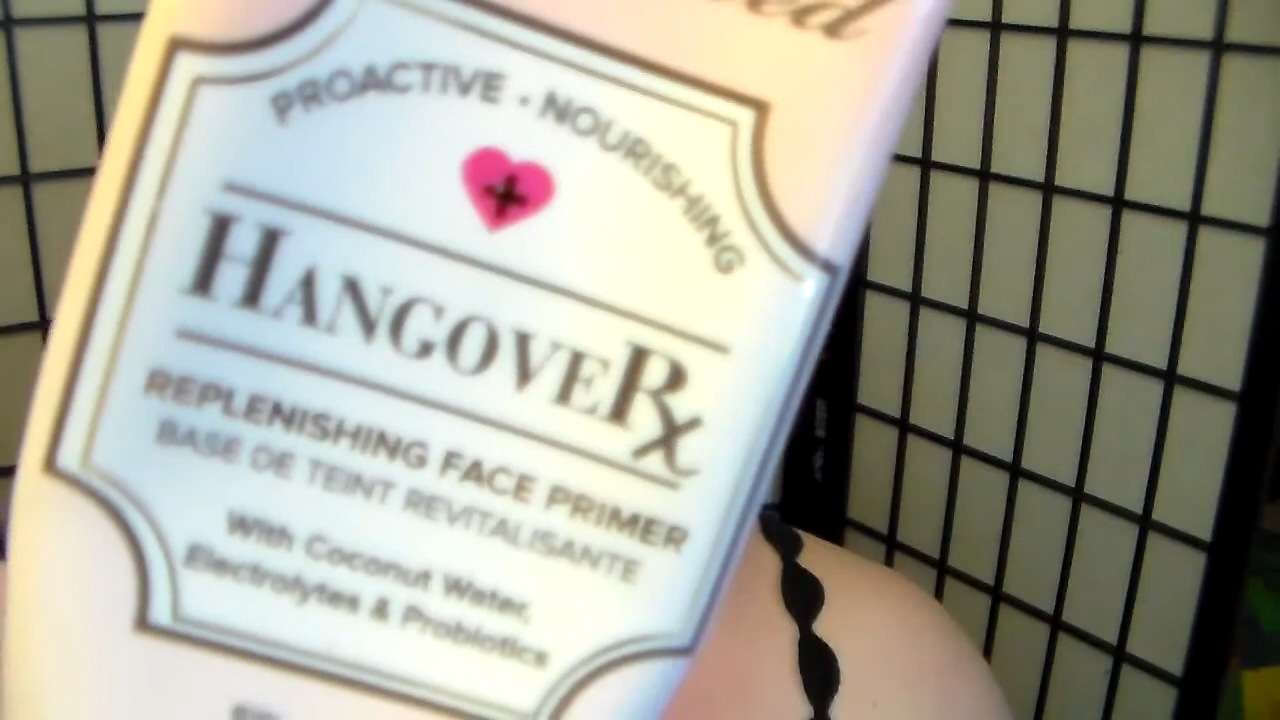 PROACTIVE • NOURISHING
HANGOVERX
REPLENISHING FACE PRIMER
BASE DE TEINT REVITALISANTE
With Coconut Water,
Electrolytes & Probiotics